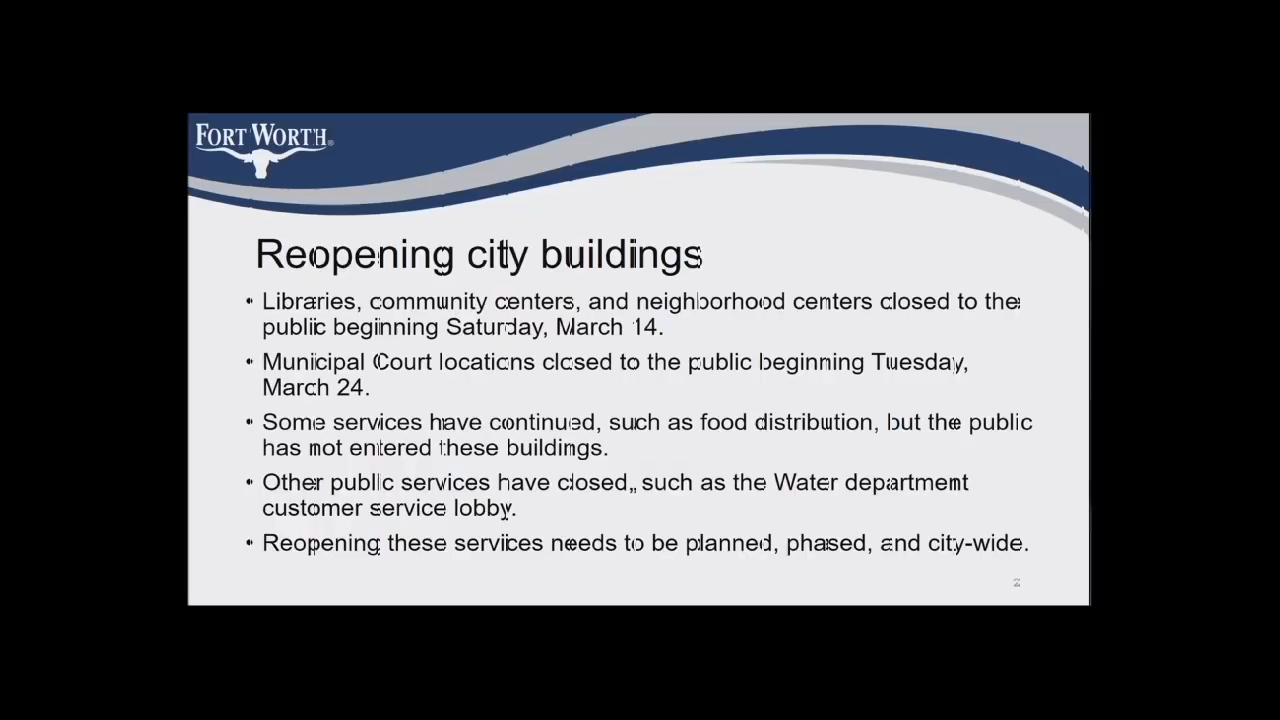 FORT WORTH®
Reopening city buildings
• Libraries, community centers, and neighborhood centers closed to the
public beginning Saturday, March 14.
• Municipal Court locations closed to the public beginning Tuesday,
March 24.
• Some services have continued, such as food distribution, but the public
has not entered these buildings.
• Other public services have closed, such as the Water department
customer service lobby.
• Reopening these services needs to be planned, phased, and city-wide.
2